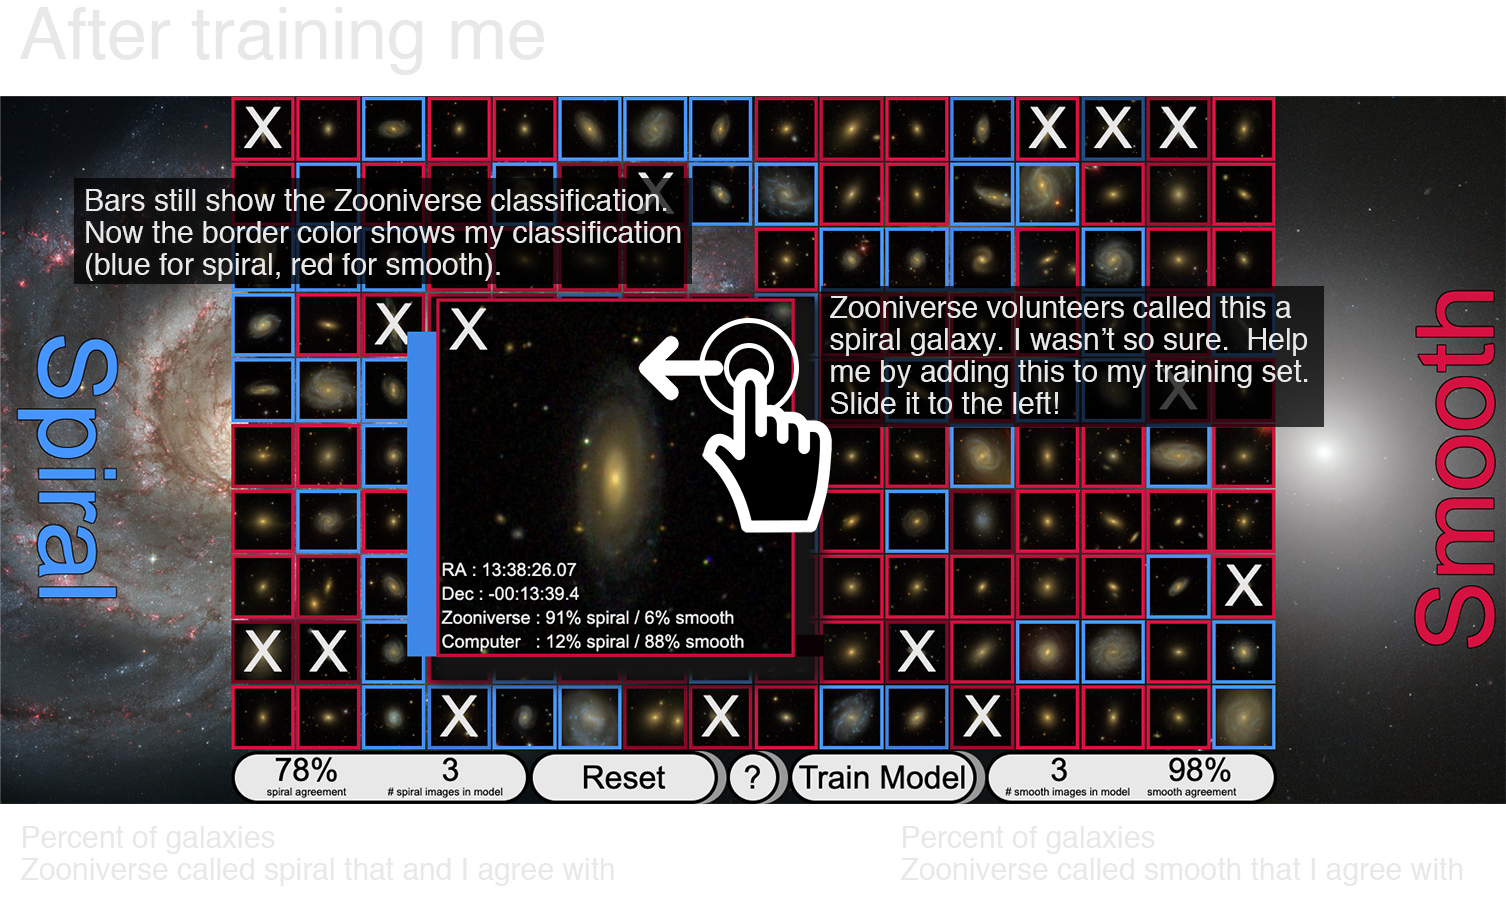 After training me
X
X X X
X
Bars still show the Zooniverse classification.
Now the border color shows my classification
(blue for spiral, red for smooth).
X
X
Zooniverse volunteers called this a
spiral galaxy. I wasn't so sure.  Help
me by adding this to my training set.
Slide it to the left!
X
Spiral
Smooth
RA : 13:38:26.07
Dec : -00:13:39.4
Zooniverse : 91% spiral / 6% smooth
Computer : 12% spiral / 88% smooth
X
X X
X
X
X
X
78%
spiral agreement
3
# spiral images in model
Reset
?
Train Model
3
# smooth images in model
98%
smooth agreement
Percent of galaxies
Zooniverse called spiral that and I agree with
Percent of galaxies
Zooniverse called smooth that I agree with